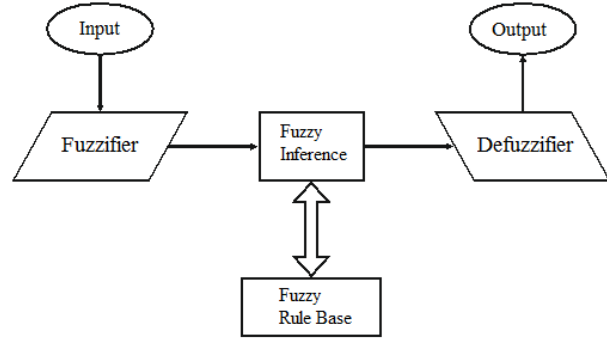 Input
Output
Fuzzifier
Fuzzy
Inference
Defuzzifier
Fuzzy
Rule Base